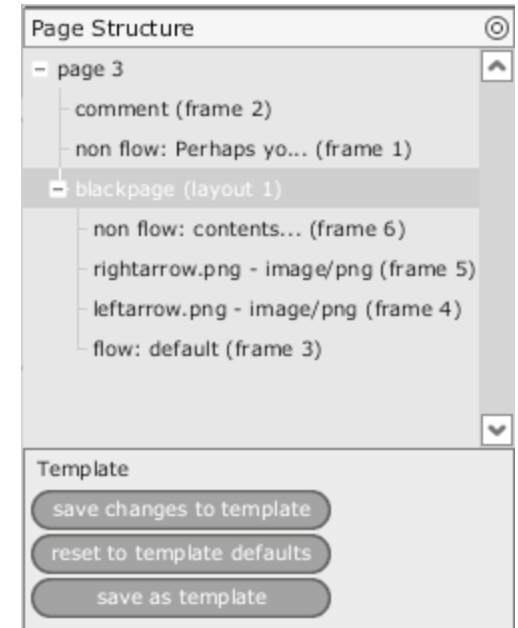 Page Structure
page 3
comment (frame 2)
non flow: Perhaps yo... (frame 1)
blackpage (layout 1)
non flow: contents... (frame 6)
rightarrow.png - image/png (frame 5)
leftarrow.png - image/png (frame 4)
flow: default (frame 3)
Template
save changes to template
reset to template defaults
save as template